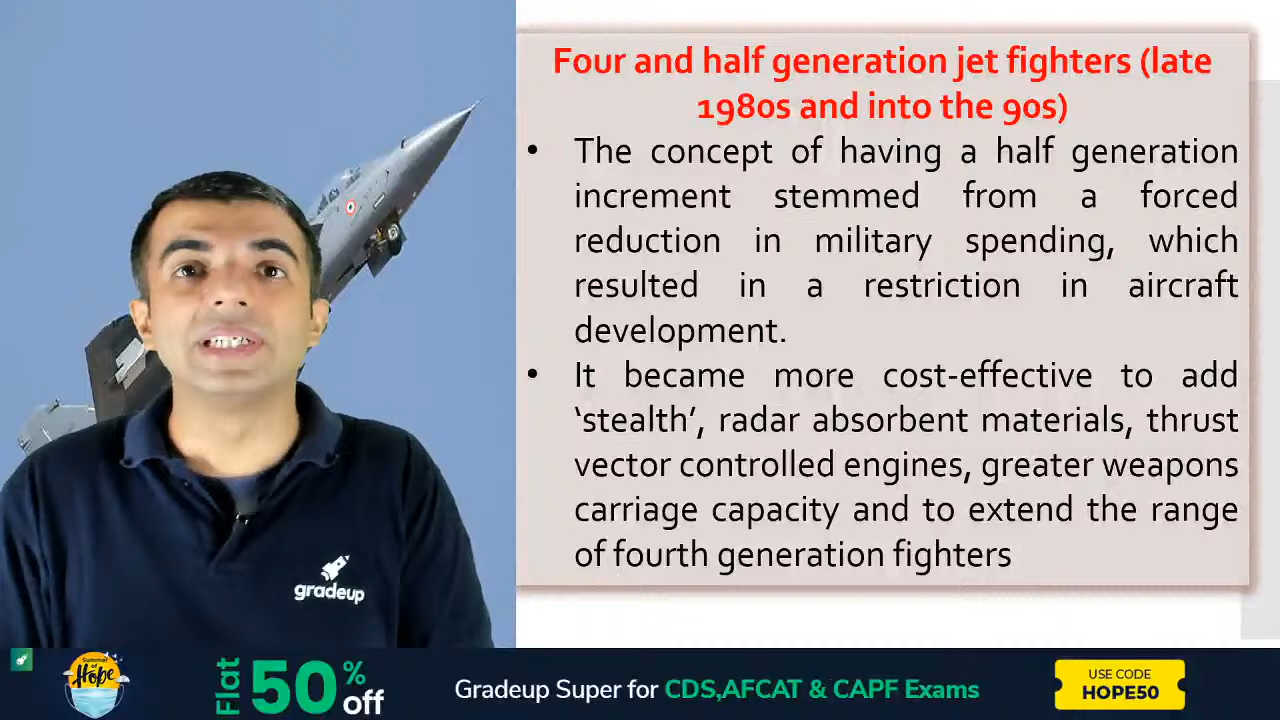 Four and half generation jet fighters (late
1980s and into the 90s)
• The concept of having a half generation
increment stemmed from a forced
reduction in military spending, which
resulted in a restriction in aircraft
development.
• It became more cost-effective to add
‘stealth’, radar absorbent materials, thrust
vector controlled engines, greater weapons
carriage capacity and to extend the range
of fourth generation fighters
gradeup
Summer
of
Hope
Flat 50% off
Gradeup Super for CDS,AFCAT & CAPF Exams
USE CODE
HOPE50